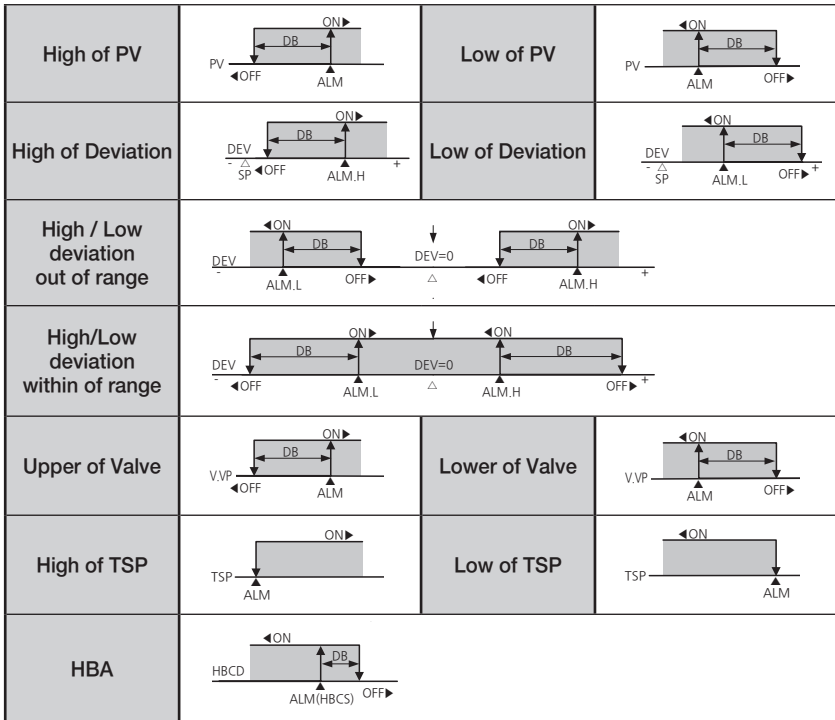 High of PV
ON▶
DB
PV
◀OFF
ALM
Low of PV
◀ON
DB
PV
ALM
OFF▶
High of Deviation
ON▶
DB
DEV
- △ ◀OFF
+
SP
ALM.H
Low of Deviation
◀ON
DB
DEV
- △
OFF▶ +
SP
ALM.L
High / Low
deviation
out of range
◀ON
ON▶
DB
DEV=0
DB
DEV
-
△
+
ALM.L
OFF▶
◀OFF
ALM.H
High/Low
deviation
within of range
ON▶
◀ON
DB
DEV=0
DB
DEV
-
◀OFF
ALM.L
△
ALM.H
OFF▶
+
Upper of Valve
ON▶
DB
V.VP
◀OFF
ALM
Lower of Valve
◀ON
DB
V.VP
ALM
OFF▶
High of TSP
ON▶
TSP
ALM
Low of TSP
◀ON
TSP
ALM
HBA
◀ON
DB
HBCD
ALM(HBCS)
OFF▶